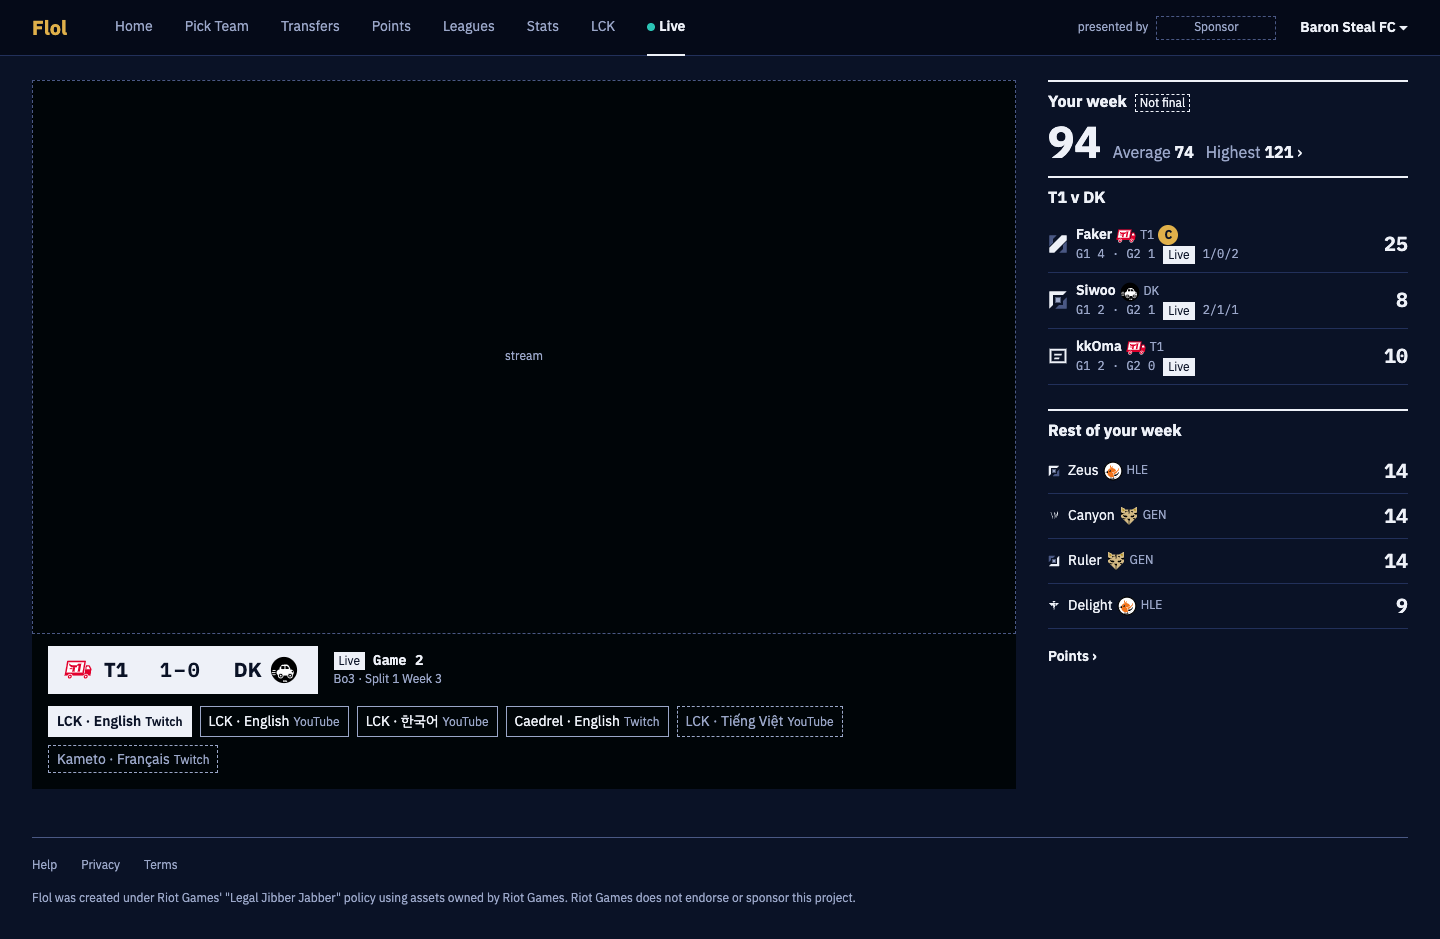 Flol Home Pick Team Transfers Points Leagues Stats LCK Live presented by Sponsor Baron Steal FC
stream
T1 1–0 DK
Live Game 2
Bo3 · Split 1 Week 3
LCK · English Twitch LCK · English YouTube LCK · 한국어 YouTube Caedrel · English Twitch LCK · Tiếng Việt YouTube
Kameto · Français Twitch
Your week Not final
94 Average 74 Highest 121 ›
T1 v DK
Faker T1 T1 C
G1 4 · G2 1 Live 1/0/2
25
Siwoo DK
G1 2 · G2 1 Live 2/1/1
8
kkOma T1 T1
G1 2 · G2 0 Live
10
Rest of your week
Zeus HLE 14
Canyon GEN 14
Ruler GEN 14
Delight HLE 9
Points ›
Help Privacy Terms
Flol was created under Riot Games' "Legal Jibber Jabber" policy using assets owned by Riot Games. Riot Games does not endorse or sponsor this project.